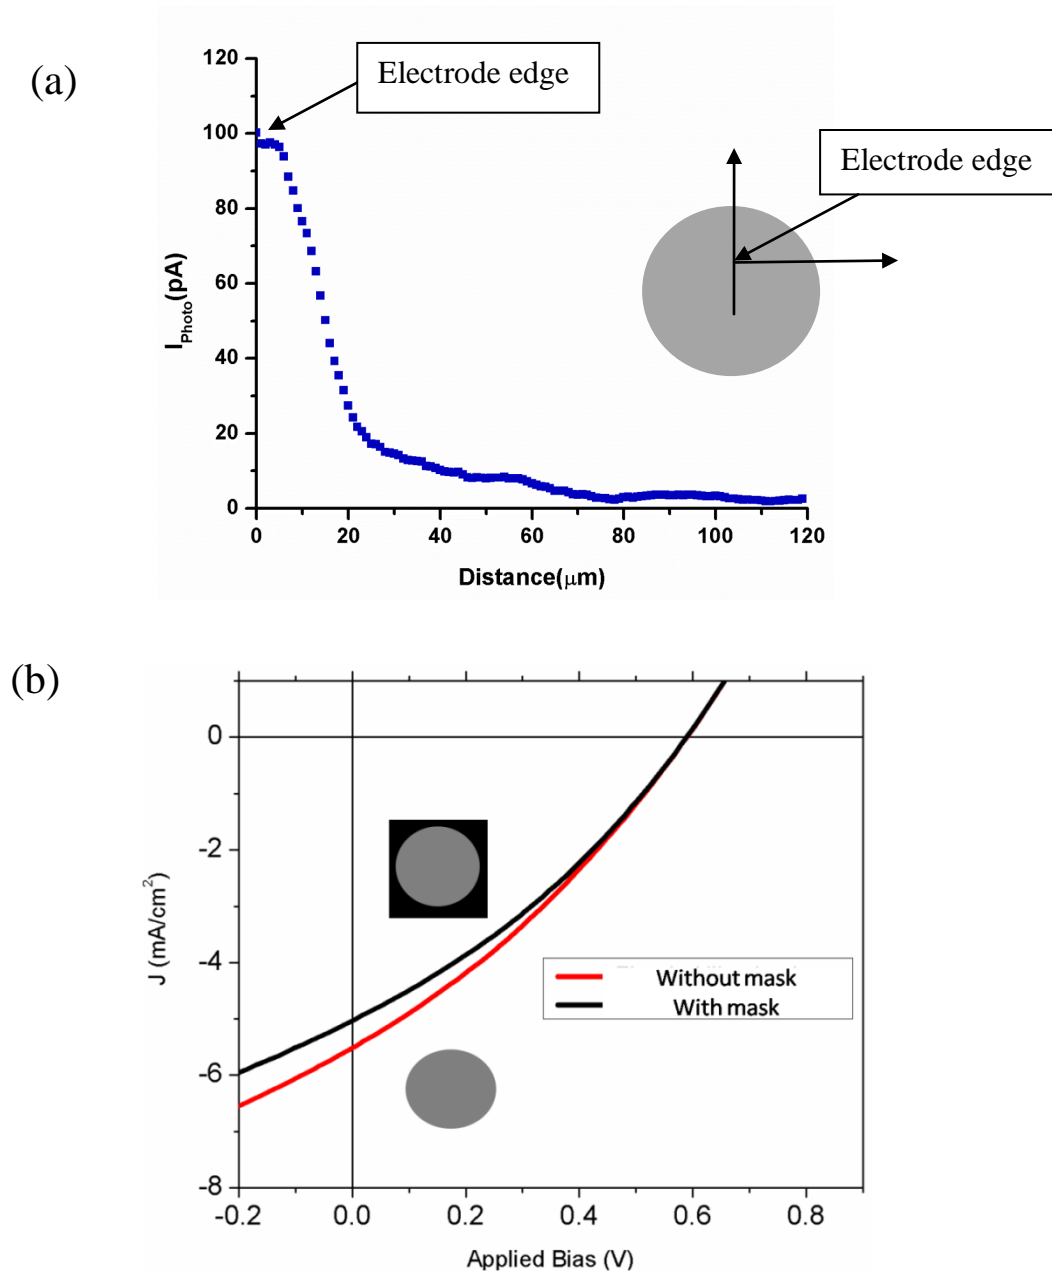 (a)
Electrode edge
Electrode edge
120
100
80
60
40
20
0
I_Photo(pA)
0 20 40 60 80 100 120
Distance(μm)
(b)
0
-2
-4
-6
-8
J (mA/cm²)
Without mask
With mask
-0.2 0.0 0.2 0.4 0.6 0.8
Applied Bias (V)